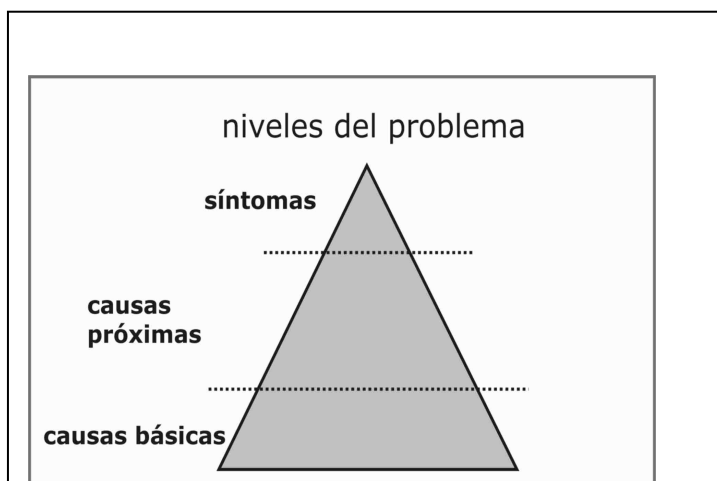 niveles del problema
síntomas
causas
próximas
causas básicas